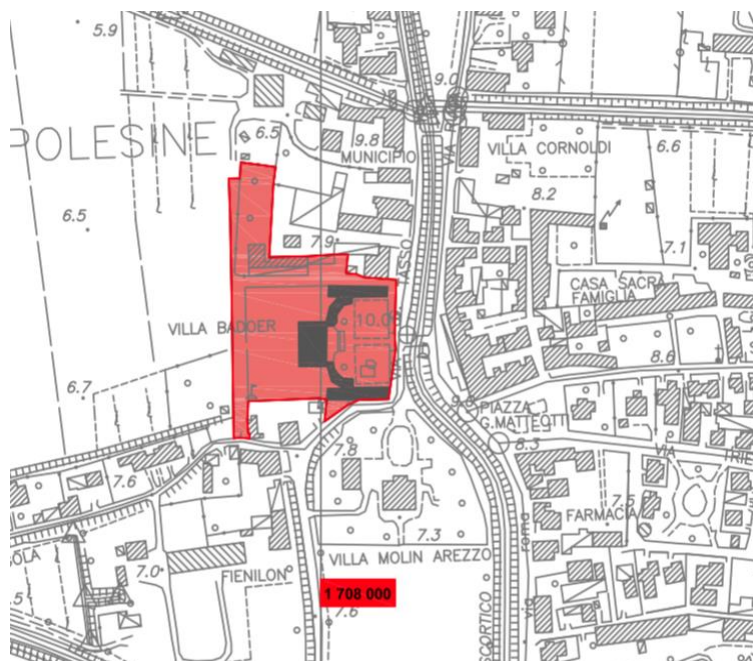 5.9
9.0
POLESINE
6.5
9.8
MUNICIPIO
VILLA CORNOLDI
6.6
8.2
6.5
7.9
7.1
CASA SACRA
FAMIGLIA
VILLA BADOER
10.0
8.6
6.7
PIAZZA
G.MATTEOTTI
8.3
7.8
VIA
7.6
7.5
FARMACIA
7.3
VILLA MOLIN AREZZO
7.0
FIENILON
1 708 000
7.6
via roma
SCORTICO